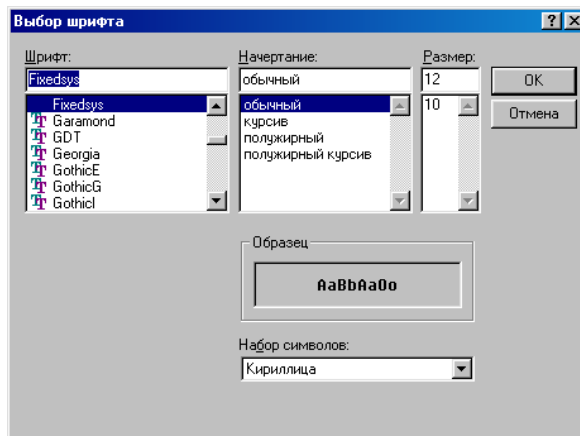 Выбор шрифта
Шрифт:
Fixedsys
Fixedsys
Garamond
GDT
Georgia
GothicE
GothicG
GothicI
Начертание:
обычный
обычный
курсив
полужирный
полужирный курсив
Размер:
12
10
OK
Отмена
Образец
AaBbAaOo
Набор символов:
Кириллица